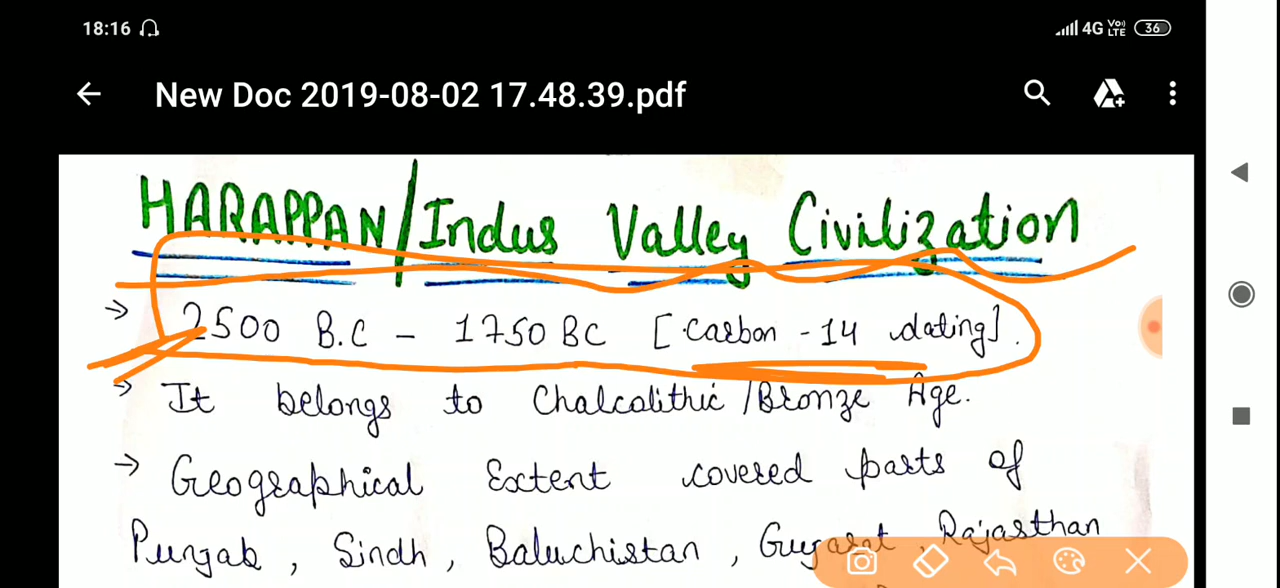 18:16 4G Vo) LTE 36
New Doc 2019-08-02 17.48.39.pdf
HARAPPAN/Indus Valley Civilization
→ 2500 B.C - 1750 BC [Carbon - 14 dating].
→ It belongs to Chalcolithic/Bronze Age.
→ Geographical Extent covered parts of
Punjab, Sindh, Baluchistan, Gujarat, Rajasthan